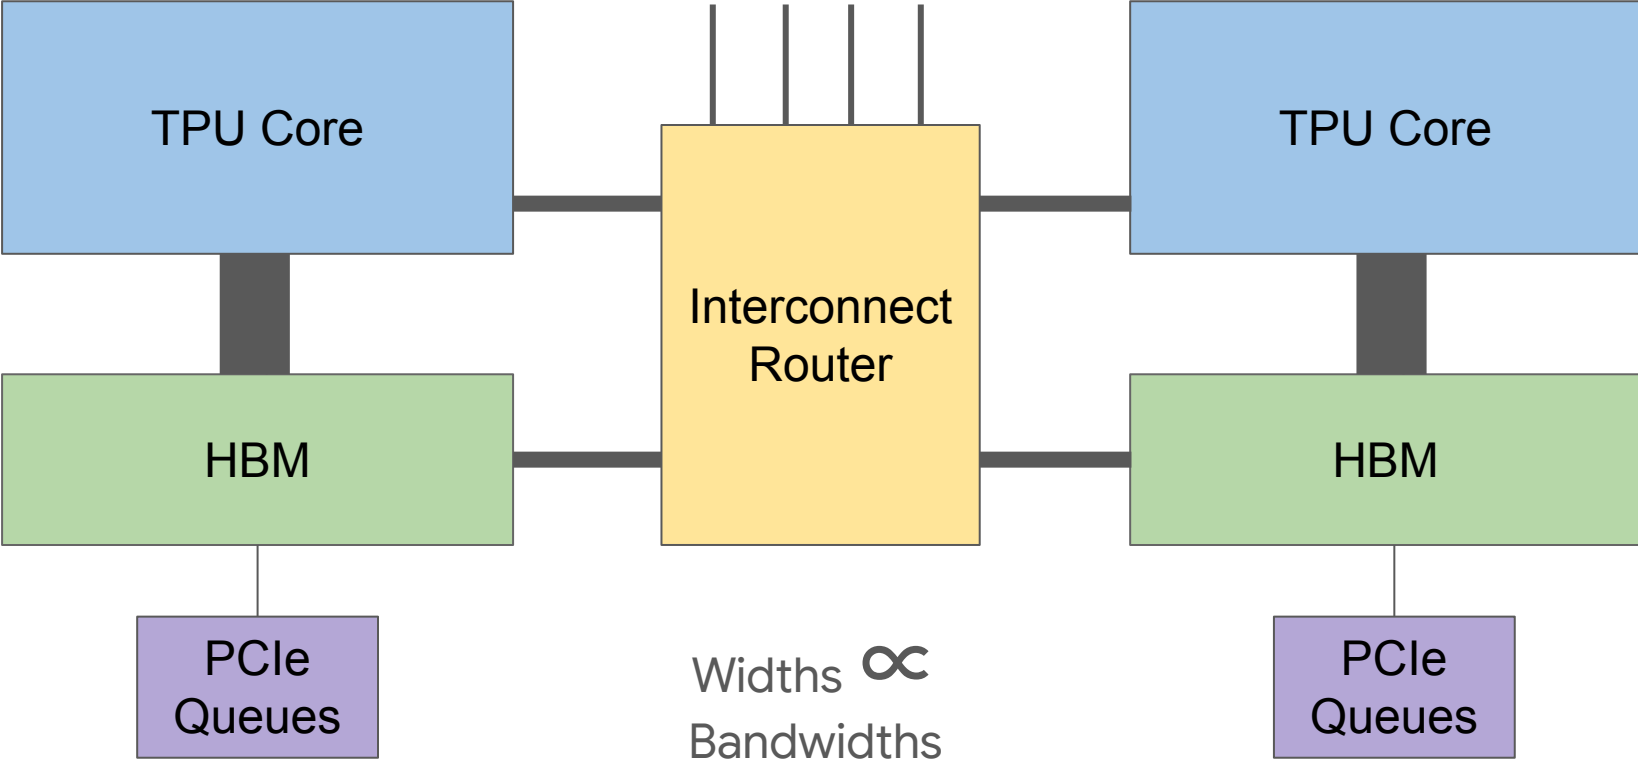 TPU Core
TPU Core
Interconnect
Router
HBM
HBM
PCIe
Queues
PCIe
Queues
Widths ∝
Bandwidths